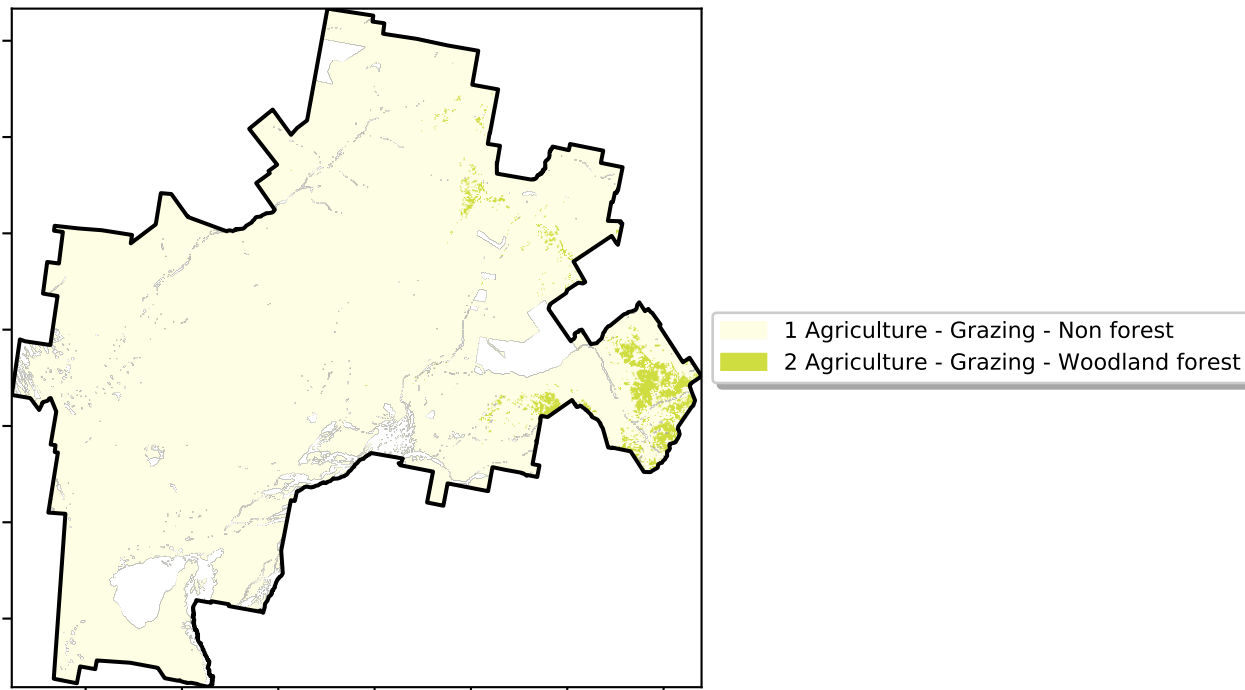 1 Agriculture - Grazing - Non forest
2 Agriculture - Grazing - Woodland forest